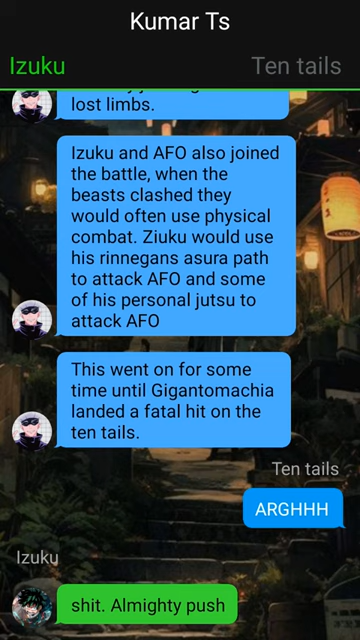 Kumar Ts
Izuku
Ten tails
lost limbs.
Izuku and AFO also joined
the battle, when the
beasts clashed they
would often use physical
combat. Ziuku would use
his rinnegans asura path
to attack AFO and some
of his personal jutsu to
attack AFO
This went on for some
time until Gigantomachia
landed a fatal hit on the
ten tails.
Ten tails
ARGHHH
Izuku
shit. Almighty push